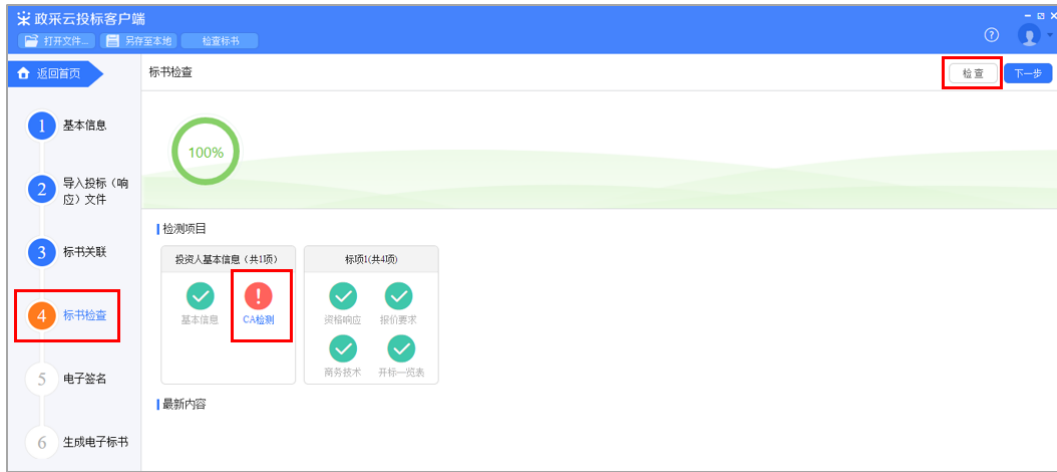 政采云投标客户端
打开文件... 另存至本地 检查标书
返回首页
标书检查
检查 下一步
1 基本信息
100%
2 导入投标（响
应）文件
检测项目
3 标书关联
投资人基本信息（共1项） 标项1(共4项)
基本信息 CA检测 资格响应 报价要求
4 标书检查
商务技术 开标一览表
5 电子签名
最新内容
6 生成电子标书